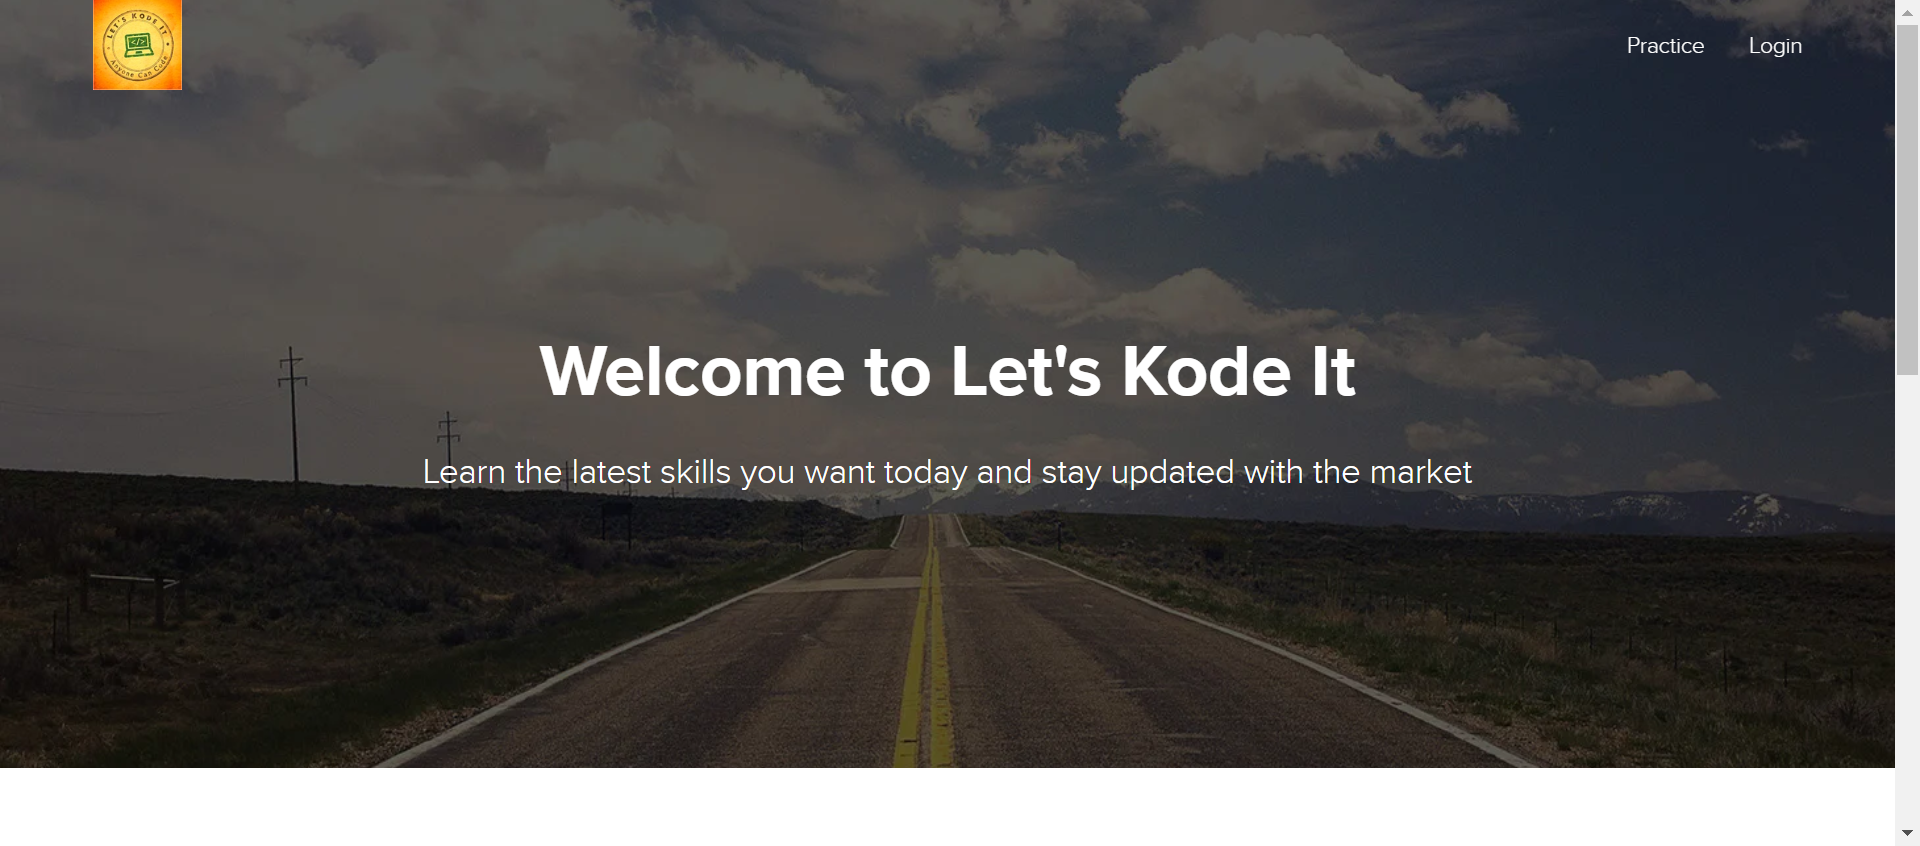 LET'S KODE IT
</>
Anyone Can Code
Practice
Login
Welcome to Let's Kode It
Learn the latest skills you want today and stay updated with the market